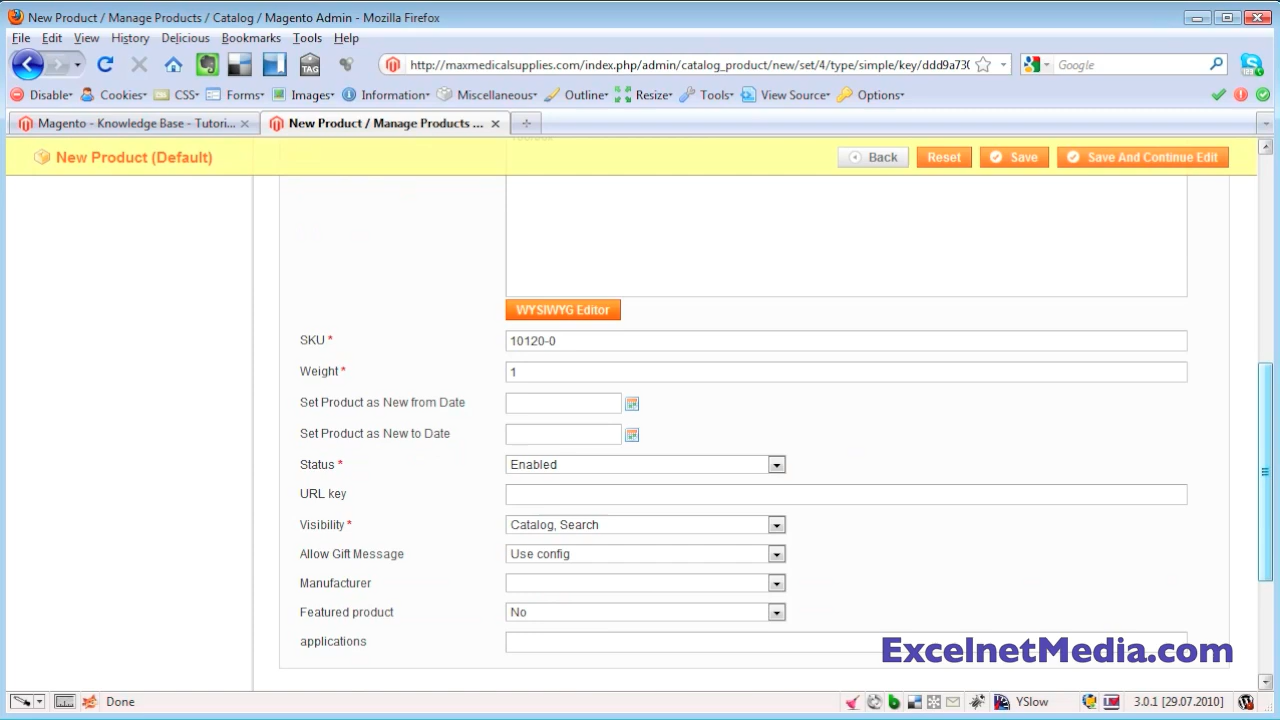 New Product / Manage Products / Catalog / Magento Admin - Mozilla Firefox
File Edit View History Delicious Bookmarks Tools Help
TAG http://maxmedicalsupplies.com/index.php/admin/catalog_product/new/set/4/type/simple/key/ddd9a73( Google
Disable Cookies CSS Forms Images Information Miscellaneous Outline Resize Tools View Source Options
Magento - Knowledge Base - Tutori... New Product / Manage Products ...
New Product (Default) Back Reset Save Save And Continue Edit
WYSIWYG Editor
SKU * 10120-0
Weight * 1
Set Product as New from Date
Set Product as New to Date
Status * Enabled
URL key
Visibility * Catalog, Search
Allow Gift Message Use config
Manufacturer
Featured product No
applications
ExcelnetMedia.com
Done YSlow 3.0.1 [29.07.2010]